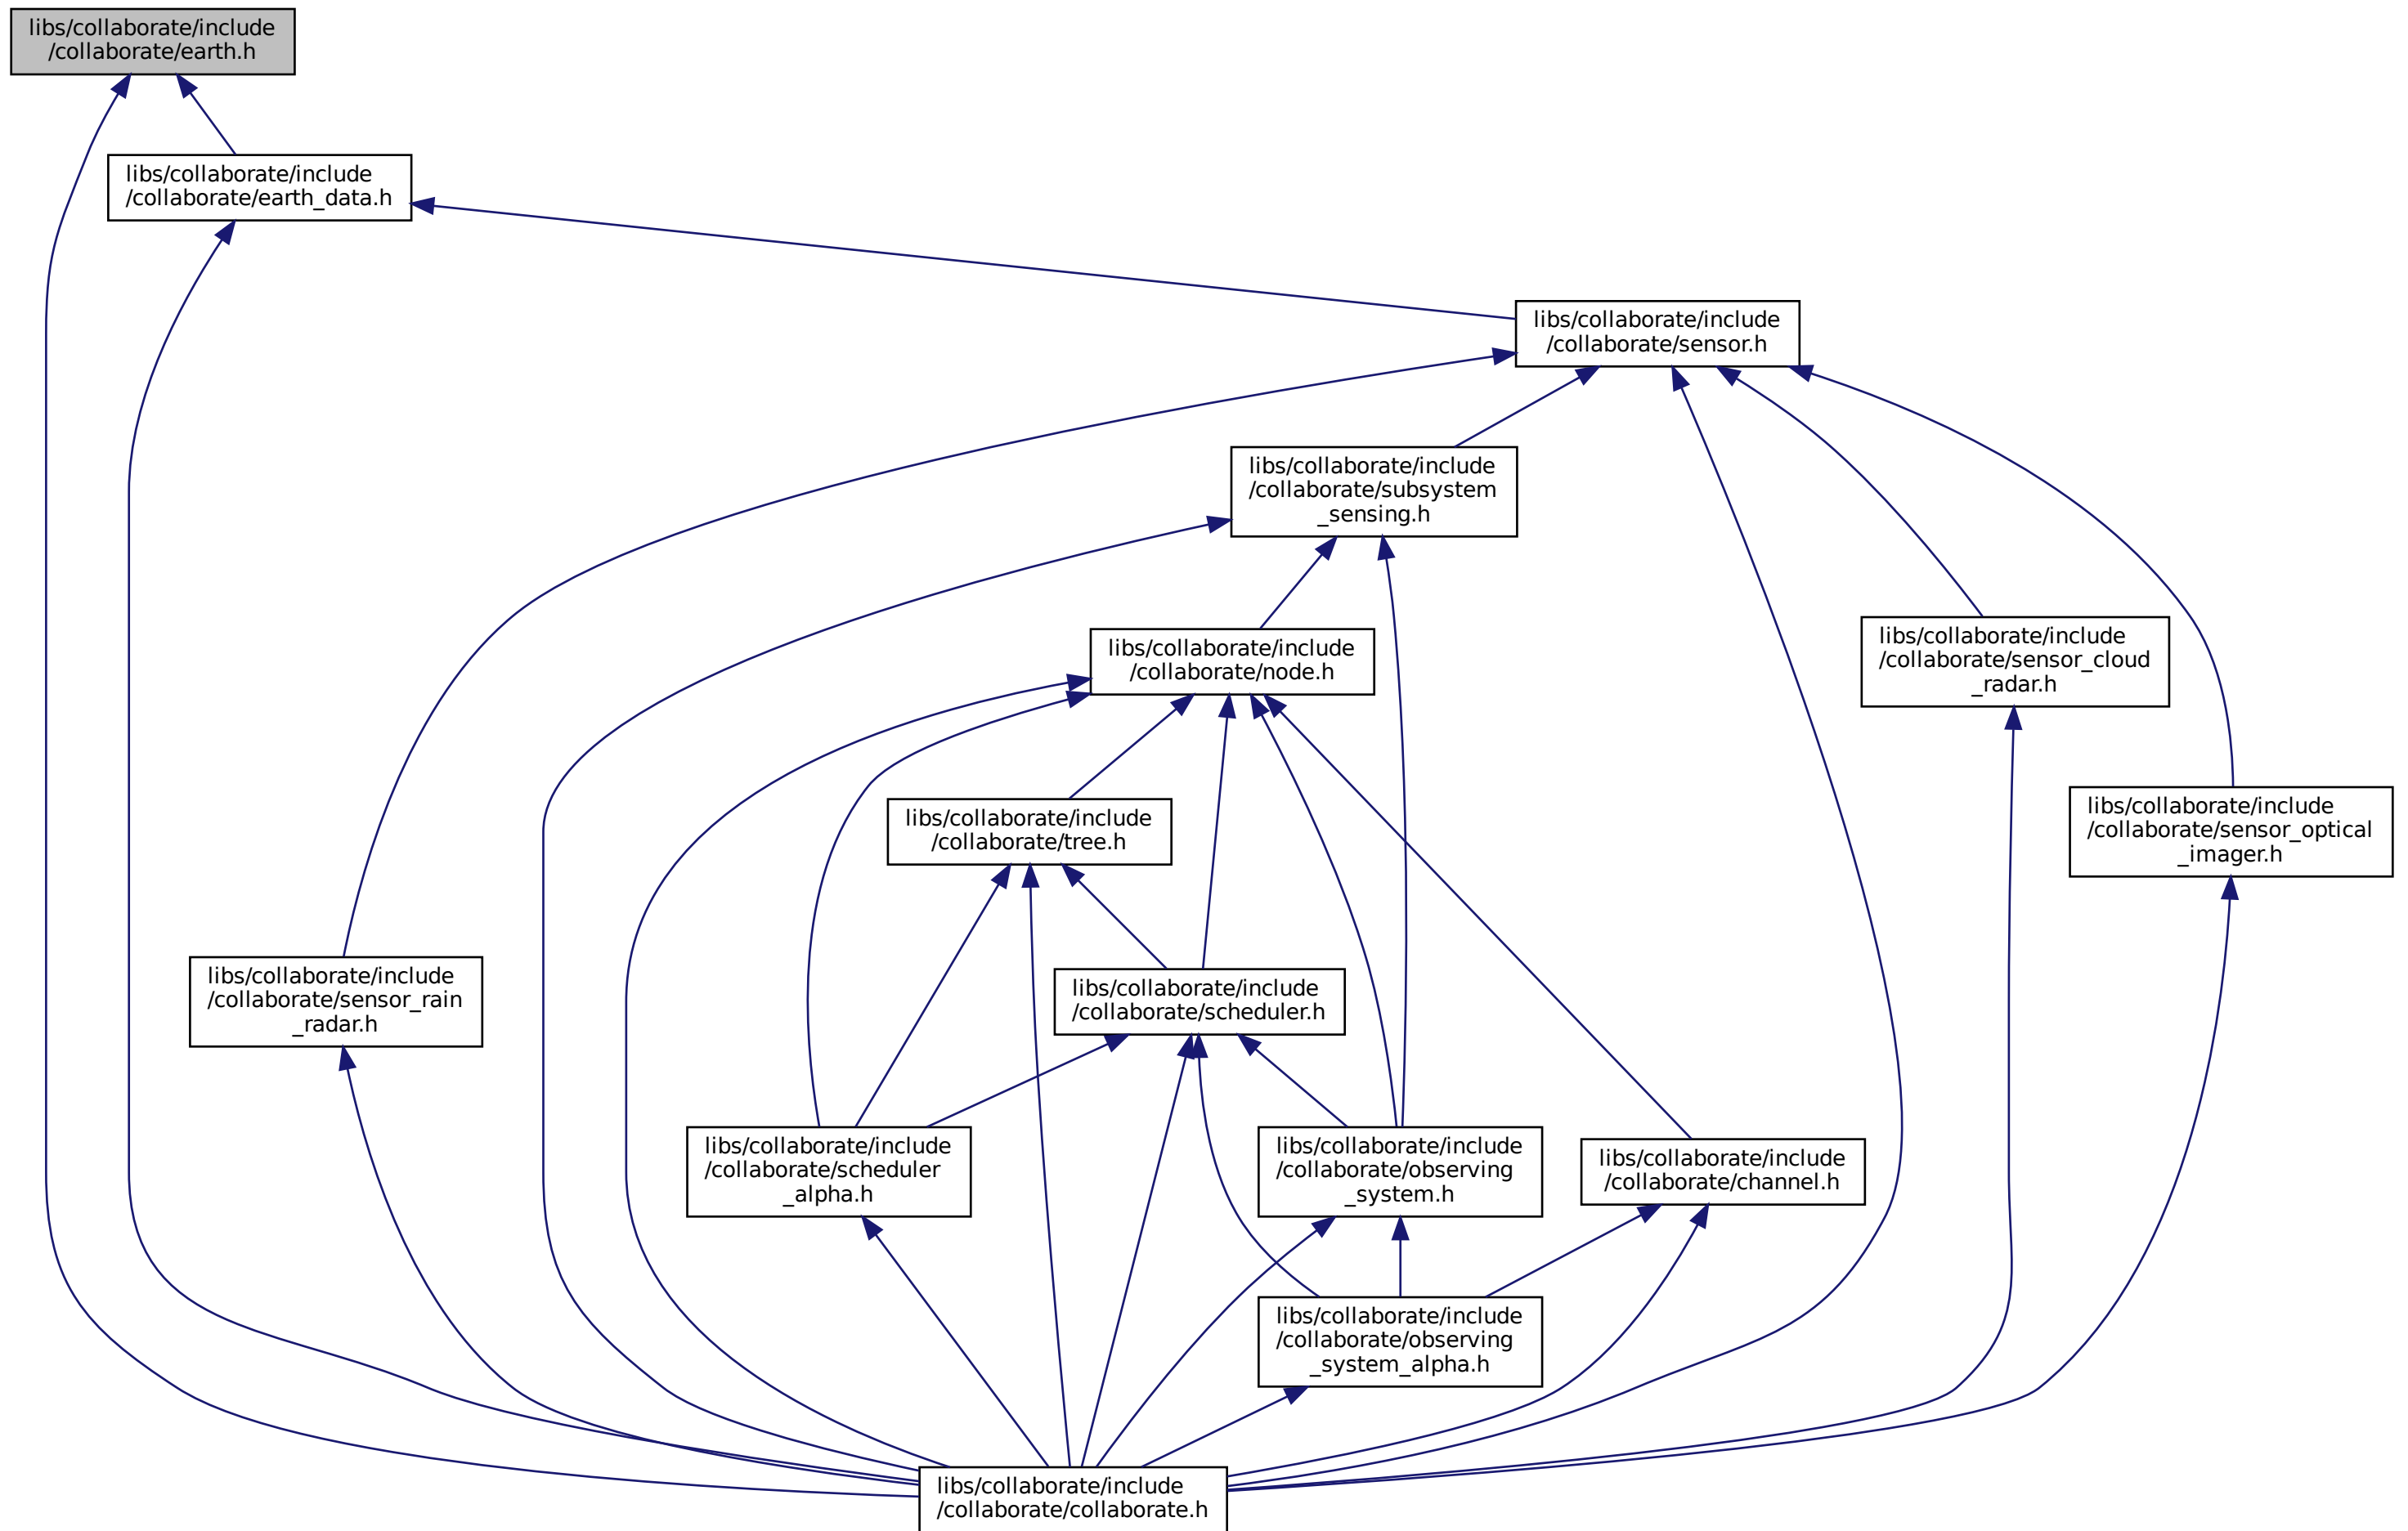 libs/collaborate/include
/collaborate/earth.h
libs/collaborate/include
/collaborate/earth_data.h
libs/collaborate/include
/collaborate/sensor.h
libs/collaborate/include
/collaborate/subsystem
_sensing.h
libs/collaborate/include
/collaborate/node.h
libs/collaborate/include
/collaborate/sensor_cloud
_radar.h
libs/collaborate/include
/collaborate/tree.h
libs/collaborate/include
/collaborate/sensor_optical
_imager.h
libs/collaborate/include
/collaborate/sensor_rain
_radar.h
libs/collaborate/include
/collaborate/scheduler.h
libs/collaborate/include
/collaborate/scheduler
_alpha.h
libs/collaborate/include
/collaborate/observing
_system.h
libs/collaborate/include
/collaborate/channel.h
libs/collaborate/include
/collaborate/observing
_system_alpha.h
libs/collaborate/include
/collaborate/collaborate.h